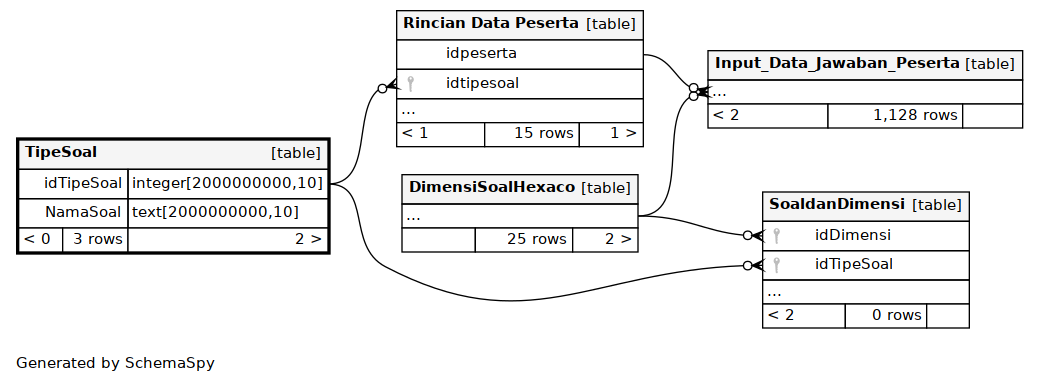 Rincian Data Peserta [table]
idpeserta
idtipesoal
...
< 1 15 rows 1 >
Input_Data_Jawaban_Peserta [table]
...
< 2 1,128 rows
TipeSoal [table]
idTipeSoal integer[2000000000,10]
NamaSoal text[2000000000,10]
< 0 3 rows 2 >
DimensiSoalHexaco [table]
...
25 rows 2 >
SoaldanDimensi [table]
idDimensi
idTipeSoal
...
< 2 0 rows
Generated by SchemaSpy